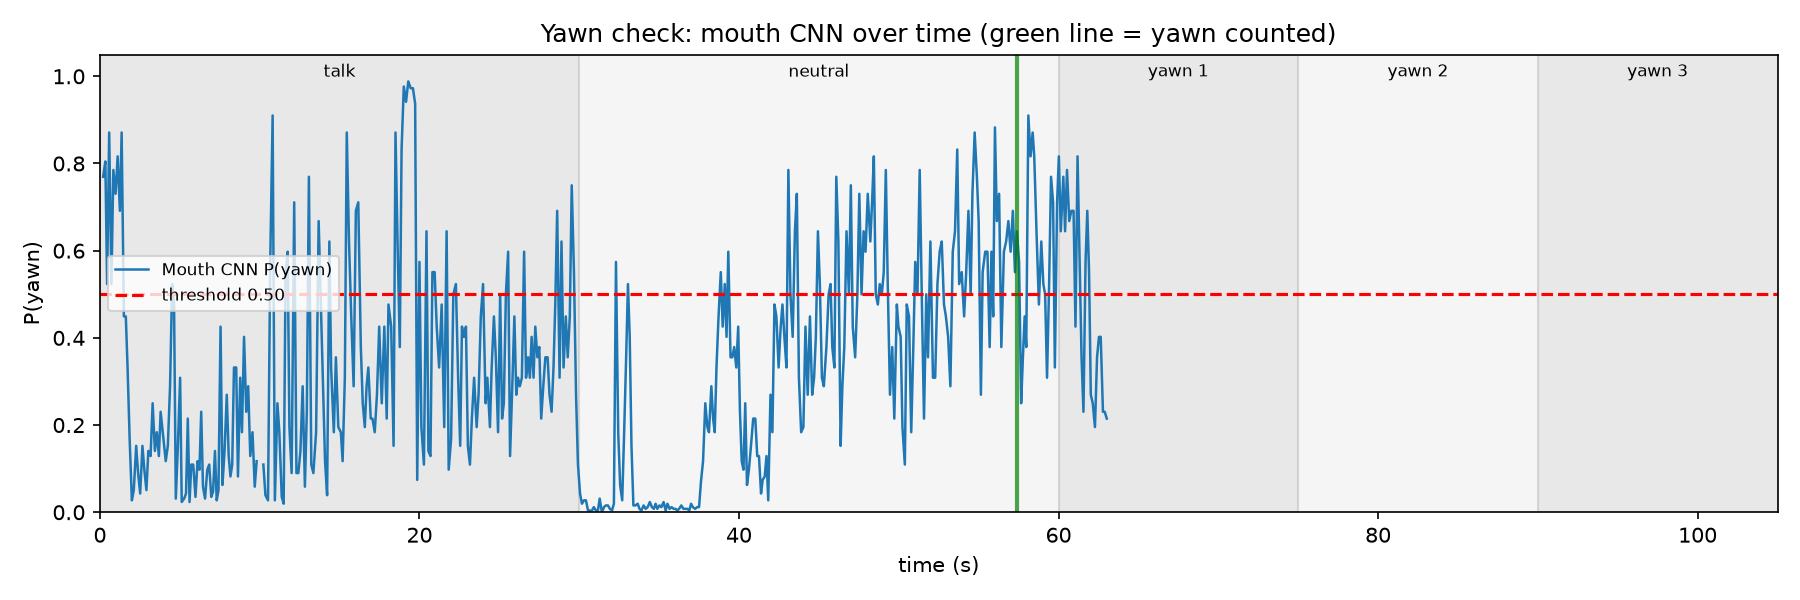 Yawn check: mouth CNN over time (green line = yawn counted)
talk
neutral
yawn 1
yawn 2
yawn 3
P(yawn)
1.0
0.8
0.6
0.4
0.2
0.0
Mouth CNN P(yawn)
threshold 0.50
0
20
40
60
80
100
time (s)